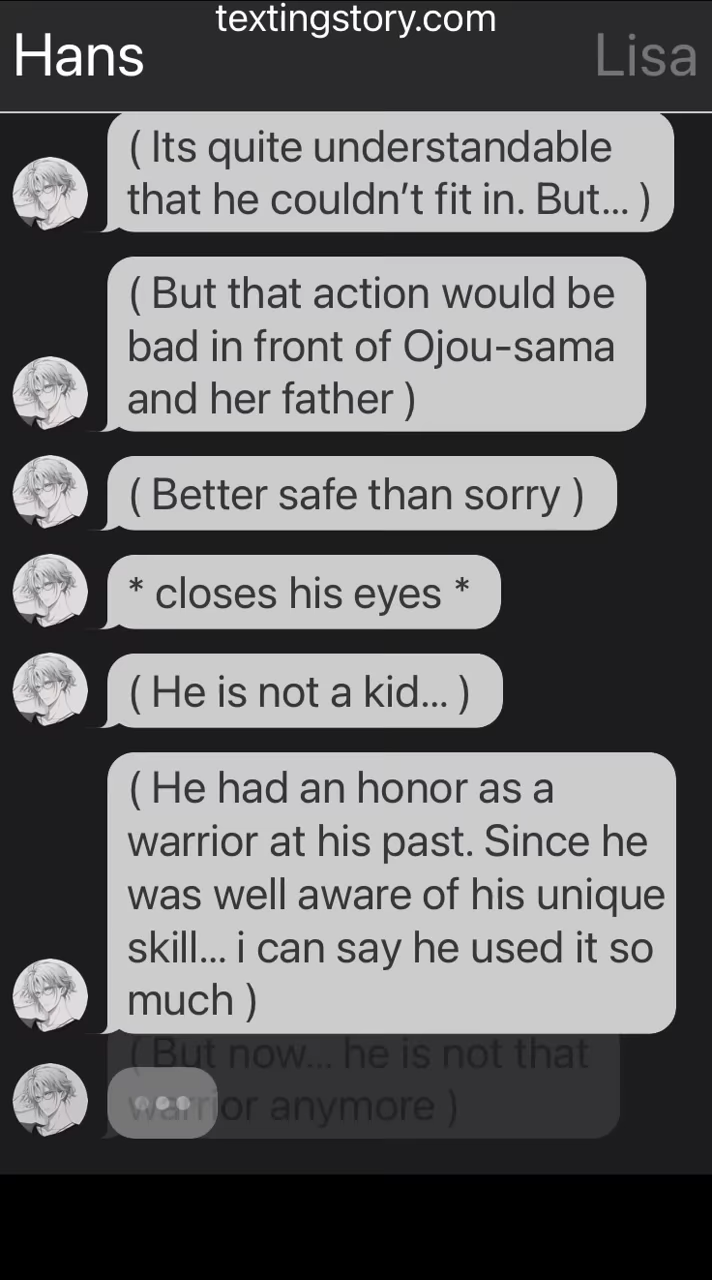 textingstory.com
Hans
Lisa
( Its quite understandable
that he couldn’t fit in. But... )
( But that action would be
bad in front of Ojou-sama
and her father )
( Better safe than sorry )
* closes his eyes *
( He is not a kid... )
( He had an honor as a
warrior at his past. Since he
was well aware of his unique
skill... i can say he used it so
much )
( But now... he is not that
warrior anymore )